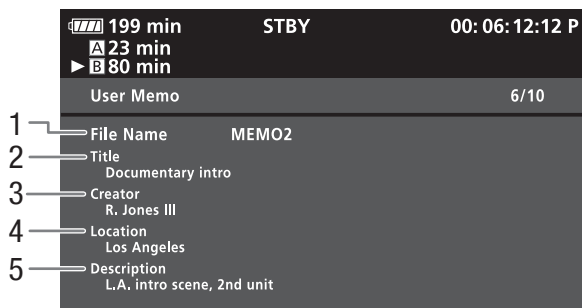 199 min STBY 00:06:12:12 P
A 23 min
B 80 min
User Memo 6/10
1 File Name MEMO2
2 Title
Documentary intro
3 Creator
R. Jones III
4 Location
Los Angeles
5 Description
L.A. intro scene, 2nd unit